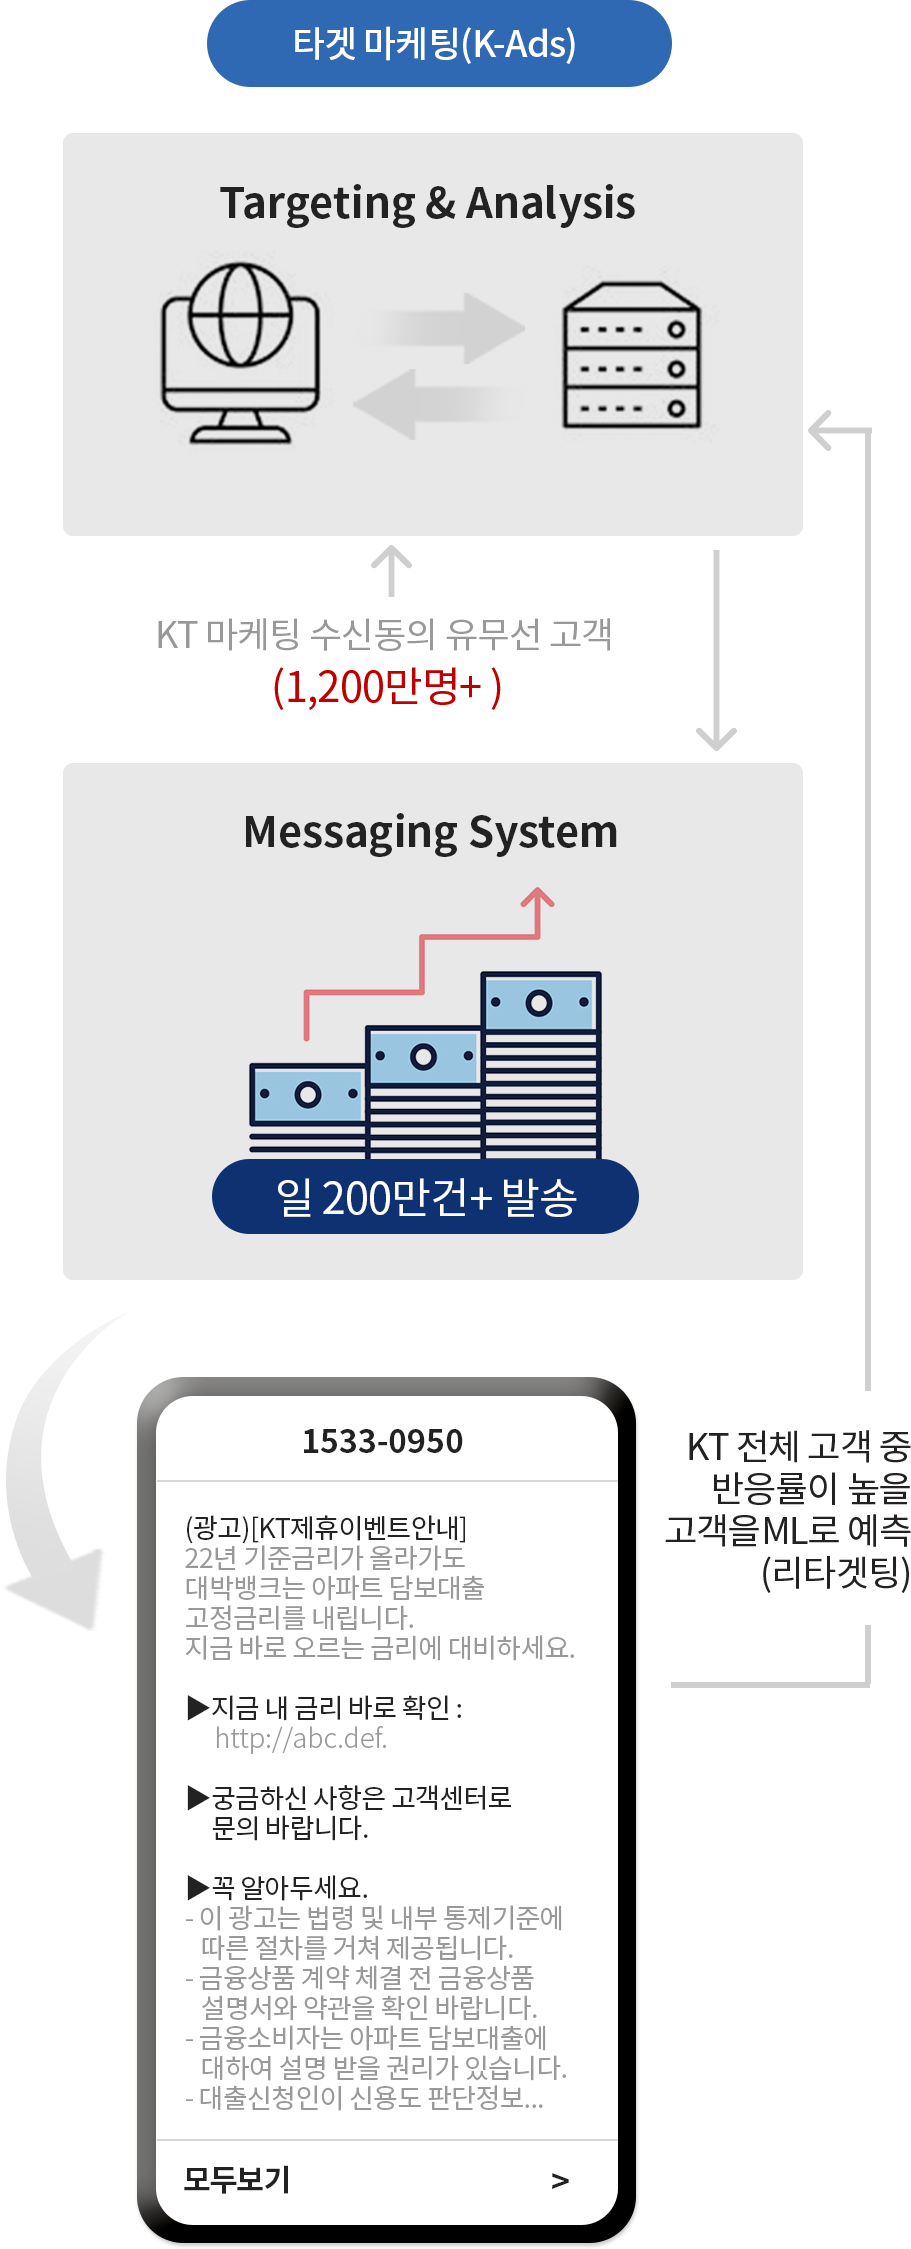 타겟 마케팅(K-Ads)
Targeting & Analysis
KT 마케팅 수신동의 유무선 고객
(1,200만명+ )
Messaging System
일 200만건+ 발송
1533-0950
(광고)[KT제휴이벤트안내]
22년 기준금리가 올라가도
대박뱅크는 아파트 담보대출
고정금리를 내립니다.
지금 바로 오르는 금리에 대비하세요.
▶지금 내 금리 바로 확인 :
http://abc.def.
▶궁금하신 사항은 고객센터로
문의 바랍니다.
▶꼭 알아두세요.
- 이 광고는 법령 및 내부 통제기준에
따른 절차를 거쳐 제공됩니다.
- 금융상품 계약 체결 전 금융상품
설명서와 약관을 확인 바랍니다.
- 금융소비자는 아파트 담보대출에
대하여 설명 받을 권리가 있습니다.
- 대출신청인이 신용도 판단정보...
모두보기 >
KT 전체 고객 중
반응률이 높을
고객을ML로 예측
(리타겟팅)